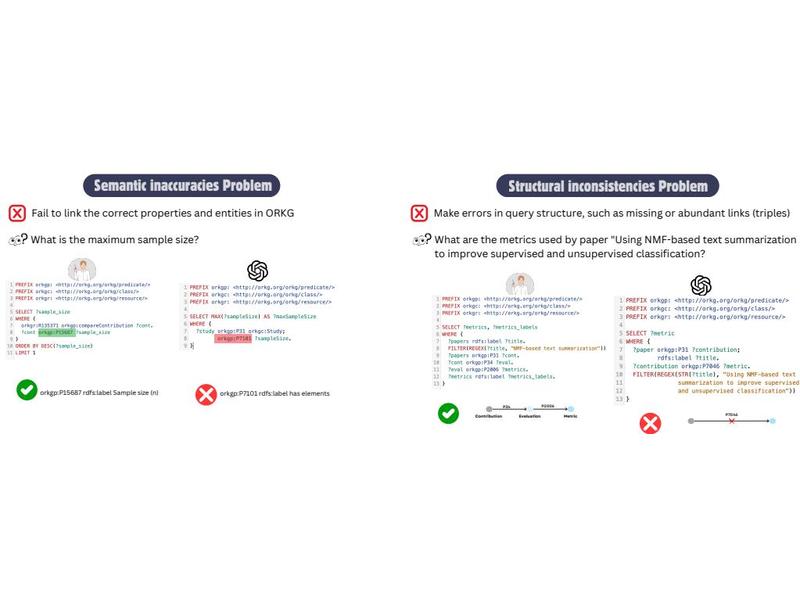 Semantic inaccuracies Problem
Fail to link the correct properties and entities in ORKG
What is the maximum sample size?
1 PREFIX orkgp: <http://orkg.org/orkg/predicate/>
2 PREFIX orkgc: <http://orkg.org/orkg/class/>
3 PREFIX orkgr: <http://orkg.org/orkg/resource/>
4
5 SELECT ?sample_size
6 WHERE {
7 orkgr:R135371 orkgp:compareContribution ?cont.
8 ?cont orkgp:P15687 ?sample_size
9 }
10 ORDER BY DESC(?sample_size)
11 LIMIT 1
orkgp:P15687 rdfs:label Sample size (n)
1 PREFIX orkgp: <http://orkg.org/orkg/predicate/>
2 PREFIX orkgc: <http://orkg.org/orkg/class/>
3 PREFIX orkgr: <http://orkg.org/orkg/resource/>
4
5 SELECT MAX(?sampleSize) AS ?maxSampleSize
6 WHERE {
7 ?study orkgp:P31 orkgc:Study;
8 orkgp:P7101 ?sampleSize.
9 }
orkgp:P7101 rdfs:label has elements
Structural inconsistencies Problem
Make errors in query structure, such as missing or abundant links (triples)
What are the metrics used by paper "Using NMF-based text summarization
to improve supervised and unsupervised classification?
1 PREFIX orkgp: <http://orkg.org/orkg/predicate/>
2 PREFIX orkgc: <http://orkg.org/orkg/class/>
3 PREFIX orkgr: <http://orkg.org/orkg/resource/>
4
5 SELECT ?metrics, ?metrics_labels
6 WHERE {
7 ?papers rdfs:label ?title.
8 FILTER(REGEX(?title, "NMF-based text summarization"))
9 ?papers orkgp:P31 ?cont.
10 ?cont orkgp:P34 ?eval.
11 ?eval orkgp:P2006 ?metrics.
12 ?metrics rdfs:label ?metrics_labels.
13 }
P34
P2006
Contribution
Evaluation
Metric
1 PREFIX orkgp: <http://orkg.org/orkg/predicate/>
2 PREFIX orkgc: <http://orkg.org/orkg/class/>
3 PREFIX orkgr: <http://orkg.org/orkg/resource/>
4
5 SELECT ?metric
6 WHERE {
7 ?paper orkgp:P31 ?contribution;
8 rdfs:label ?title.
9 ?contribution orkgp:P7046 ?metric.
10 FILTER(REGEX(STR(?title), "Using NMF-based text
11 summarization to improve supervised
12 and unsupervised classification"))
13 }
P7046